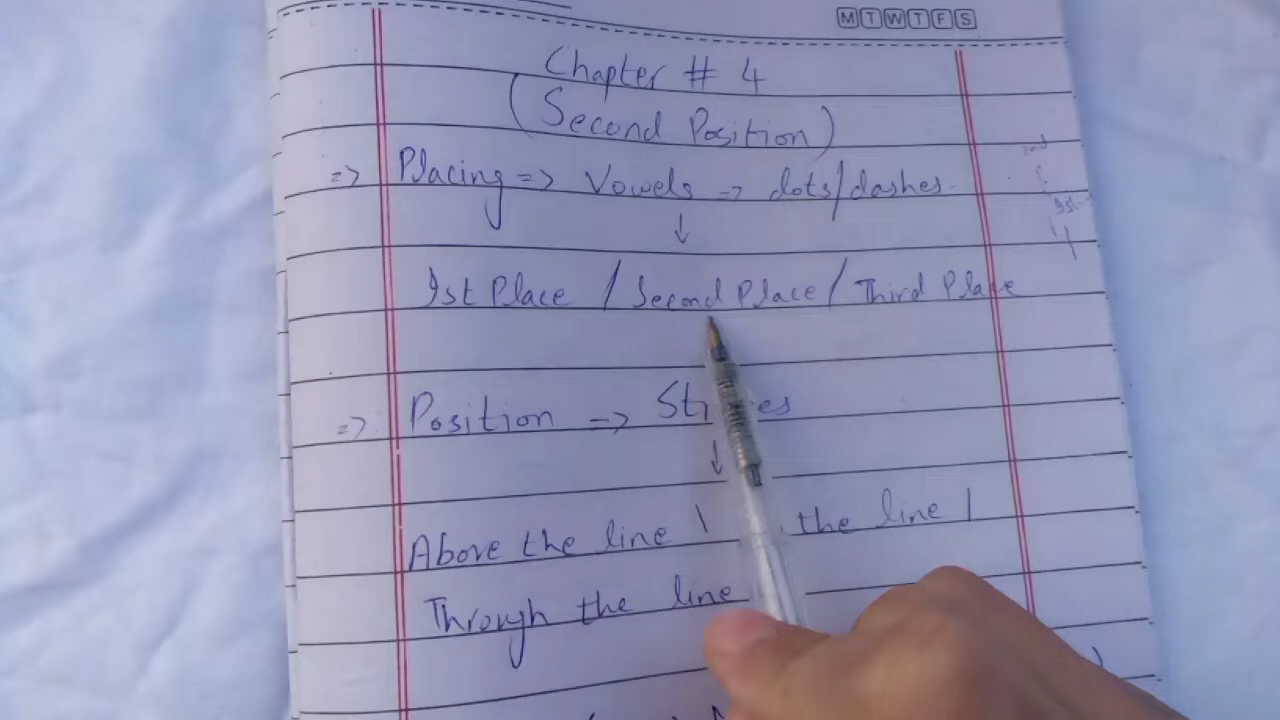 M T W T F S
Chapter # 4
(Second Position)
=> Placing => Vowels => dots/dashes.
↓
1st Place / Second Place / Third Place
=> Position -> St es
↓
Above the line \ the line |
Through the line